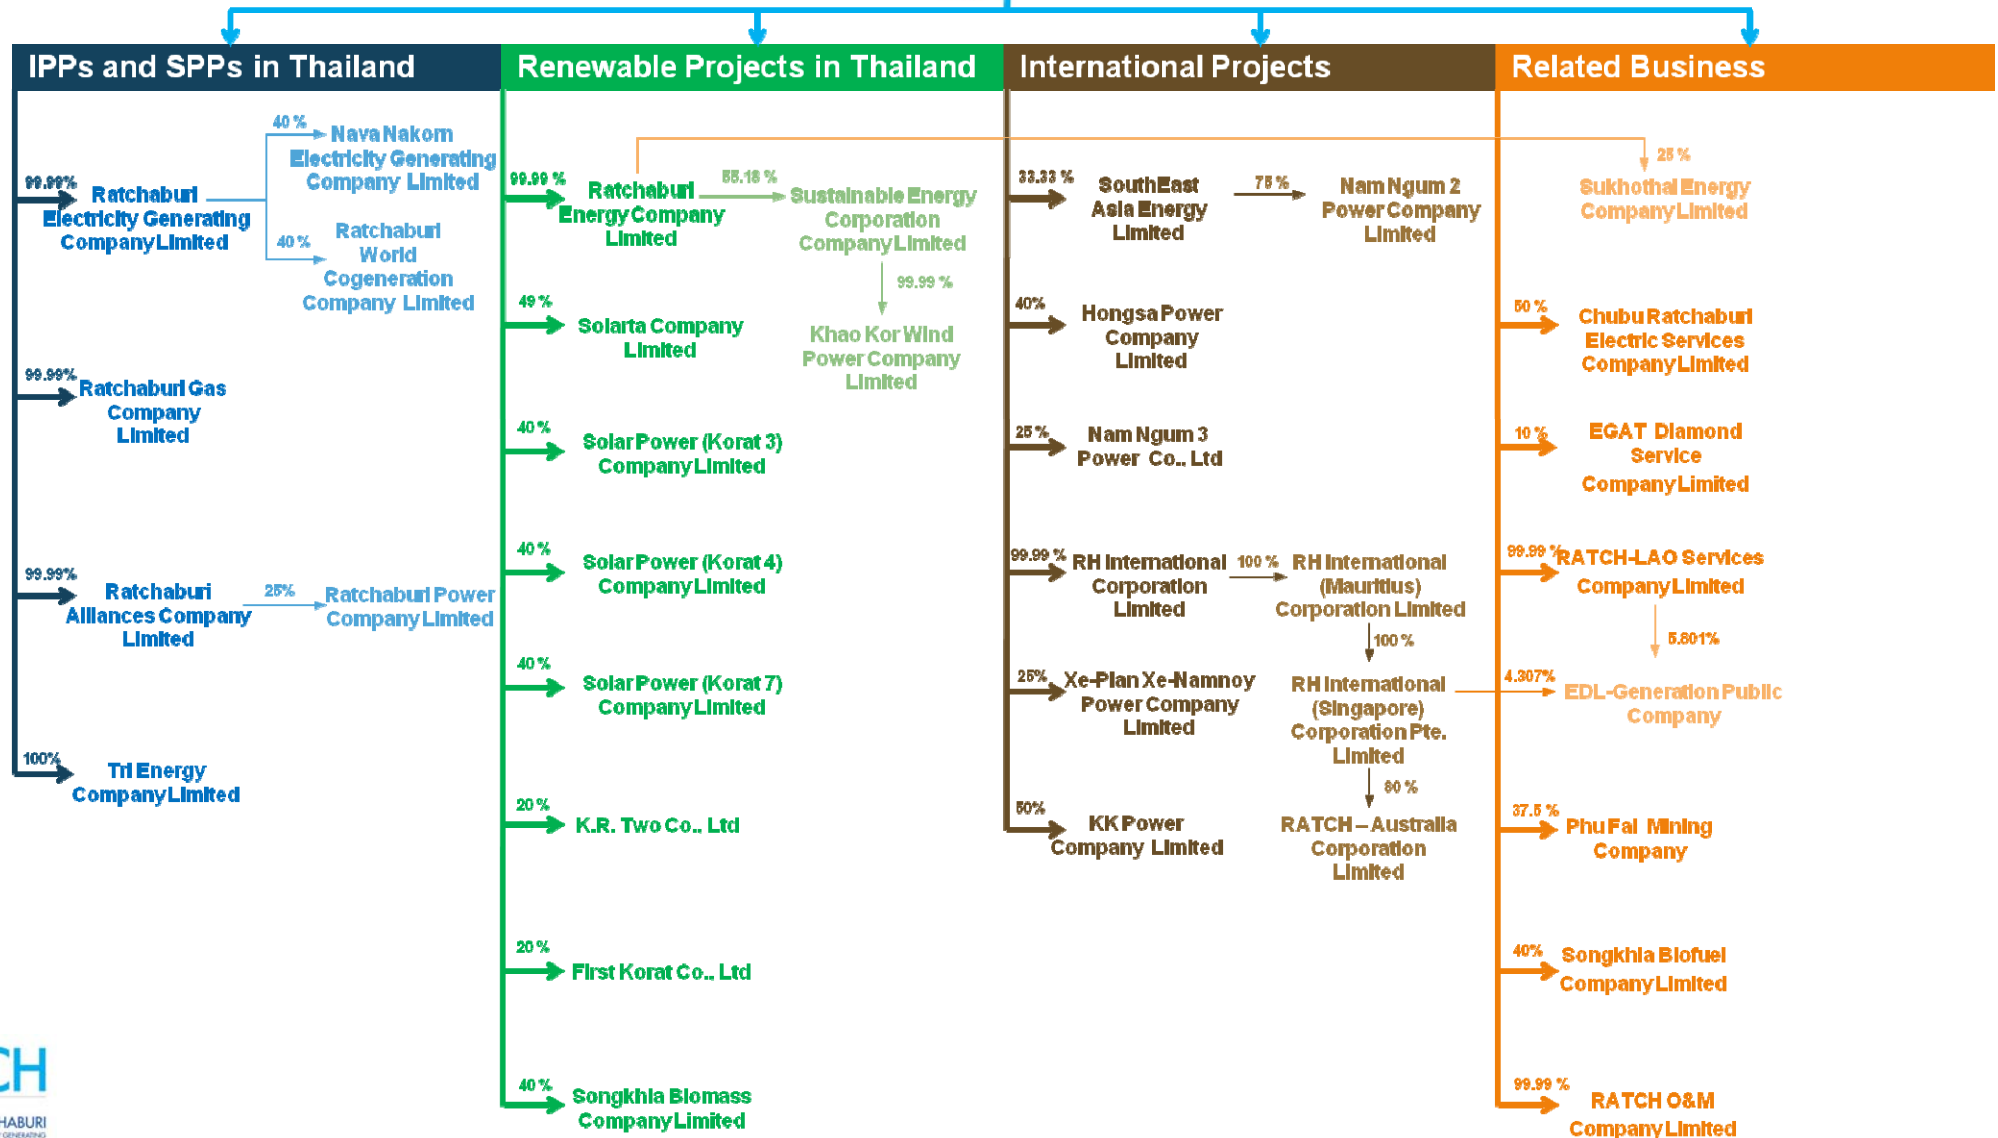 IPPs and SPPs in Thailand
99.99%
Ratchaburi
Electricity Generating
Company Limited
40 %
Nava Nakorn
Electricity Generating
Company Limited
40 %
Ratchaburi
World
Cogeneration
Company Limited
99.99%
Ratchaburi Gas
Company
Limited
99.99%
Ratchaburi
Alliances Company
Limited
25%
Ratchaburi Power
Company Limited
100%
Tri Energy
Company Limited
Renewable Projects in Thailand
99.99 %
Ratchaburi
Energy Company
Limited
55.18 %
Sustainable Energy
Corporation
Company Limited
99.99 %
Khao Kor Wind
Power Company
Limited
49 %
Solarta Company
Limited
40 %
Solar Power (Korat 3)
Company Limited
40 %
Solar Power (Korat 4)
Company Limited
40 %
Solar Power (Korat 7)
Company Limited
20 %
K.R. Two Co., Ltd
20 %
First Korat Co., Ltd
40 %
Songkhla Biomass
Company Limited
International Projects
33.33 %
SouthEast
Asia Energy
Limited
75 %
Nam Ngum 2
Power Company
Limited
40%
Hongsa Power
Company
Limited
25 %
Nam Ngum 3
Power Co., Ltd
99.99 %
RH International
Corporation
Limited
100 %
RH International
(Mauritius)
Corporation Limited
100 %
RH International
(Singapore)
Corporation Pte.
Limited
80 %
RATCH – Australia
Corporation
Limited
25%
Xe-Pian Xe-Namnoy
Power Company
Limited
50%
KK Power
Company Limited
Related Business
25 %
Sukhothai Energy
Company Limited
50 %
Chubu Ratchaburi
Electric Services
Company Limited
10 %
EGAT Diamond
Service
Company Limited
99.99 %
RATCH-LAO Services
Company Limited
5.801%
4.307%
EDL-Generation Public
Company
37.5 %
Phu Fai Mining
Company
40%
Songkhla Biofuel
Company Limited
99.99 %
RATCH O&M
Company Limited
CH
HABURI
GENERATING